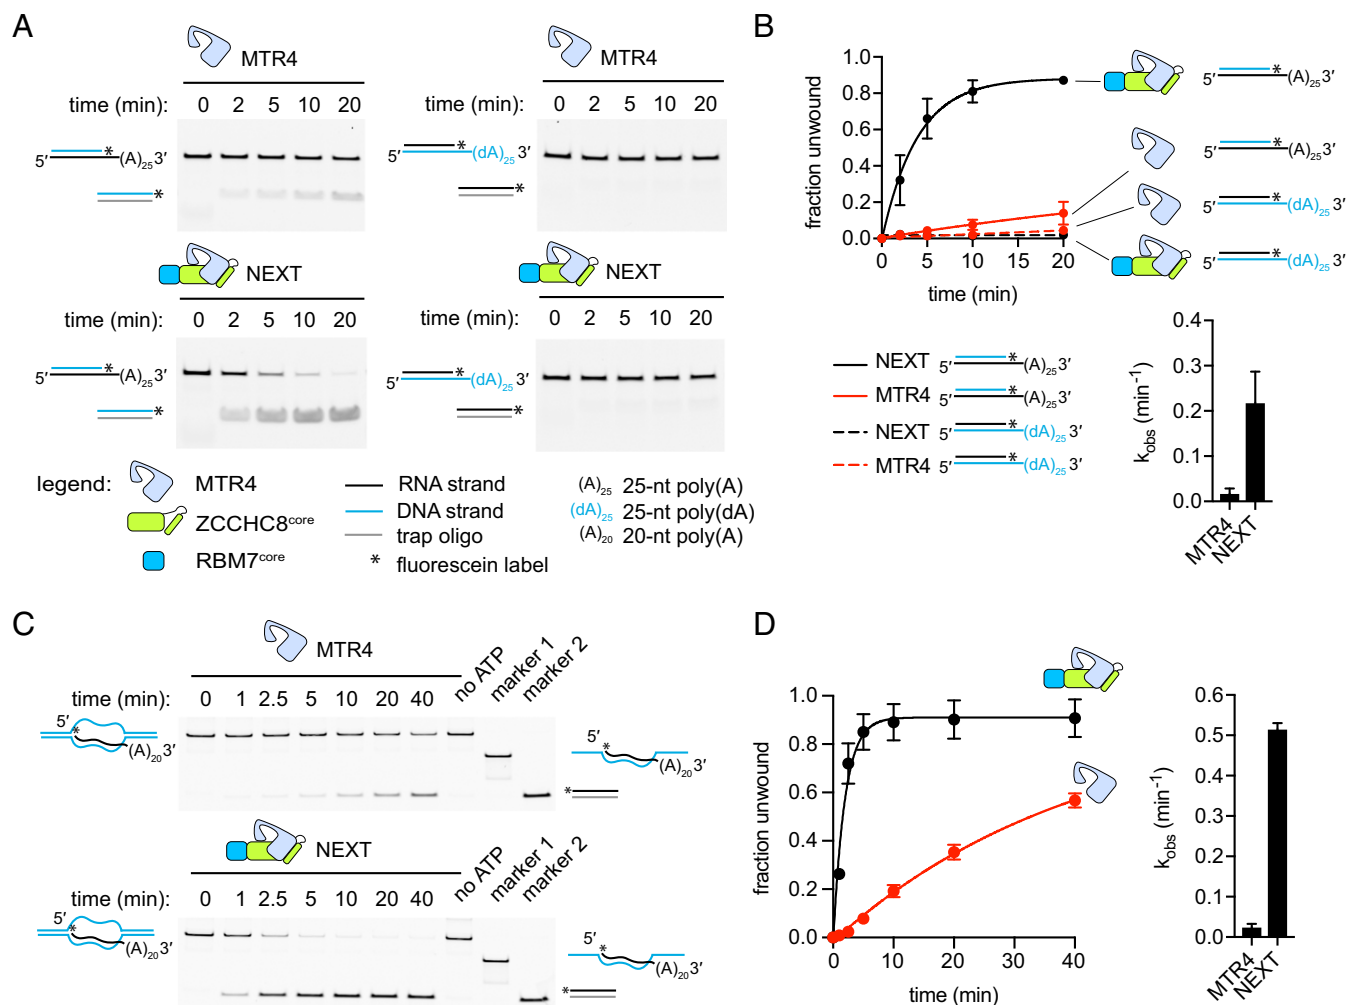 A
MTR4
time (min): 0 2 5 10 20
5′ * (A)25 3′
*
MTR4
time (min): 0 2 5 10 20
5′ * (dA)25 3′
*
NEXT
time (min): 0 2 5 10 20
5′ * (A)25 3′
*
NEXT
time (min): 0 2 5 10 20
5′ * (dA)25 3′
*
legend:
MTR4
ZCCHC8core
RBM7core
RNA strand
DNA strand
trap oligo
* fluorescein label
(A)25 25-nt poly(A)
(dA)25 25-nt poly(dA)
(A)20 20-nt poly(A)
B
fraction unwound
1.0
0.8
0.6
0.4
0.2
0.0
0 5 10 15 20
time (min)
5′ * (A)25 3′
5′ * (A)25 3′
5′ * (dA)25 3′
5′ * (dA)25 3′
NEXT 5′ * (A)25 3′
MTR4 5′ * (A)25 3′
NEXT 5′ * (dA)25 3′
MTR4 5′ * (dA)25 3′
kobs (min-1)
0.4
0.3
0.2
0.1
0.0
MTR4
NEXT
C
MTR4
time (min): 0 1 2.5 5 10 20 40 no ATP marker 1 marker 2
5′
*
(A)20 3′
*
(A)20 3′
*
NEXT
time (min): 0 1 2.5 5 10 20 40 no ATP marker 1 marker 2
5′
*
(A)20 3′
*
(A)20 3′
*
D
fraction unwound
1.0
0.8
0.6
0.4
0.2
0.0
0 10 20 30 40
time (min)
kobs (min-1)
0.6
0.5
0.4
0.3
0.2
0.1
0.0
MTR4
NEXT